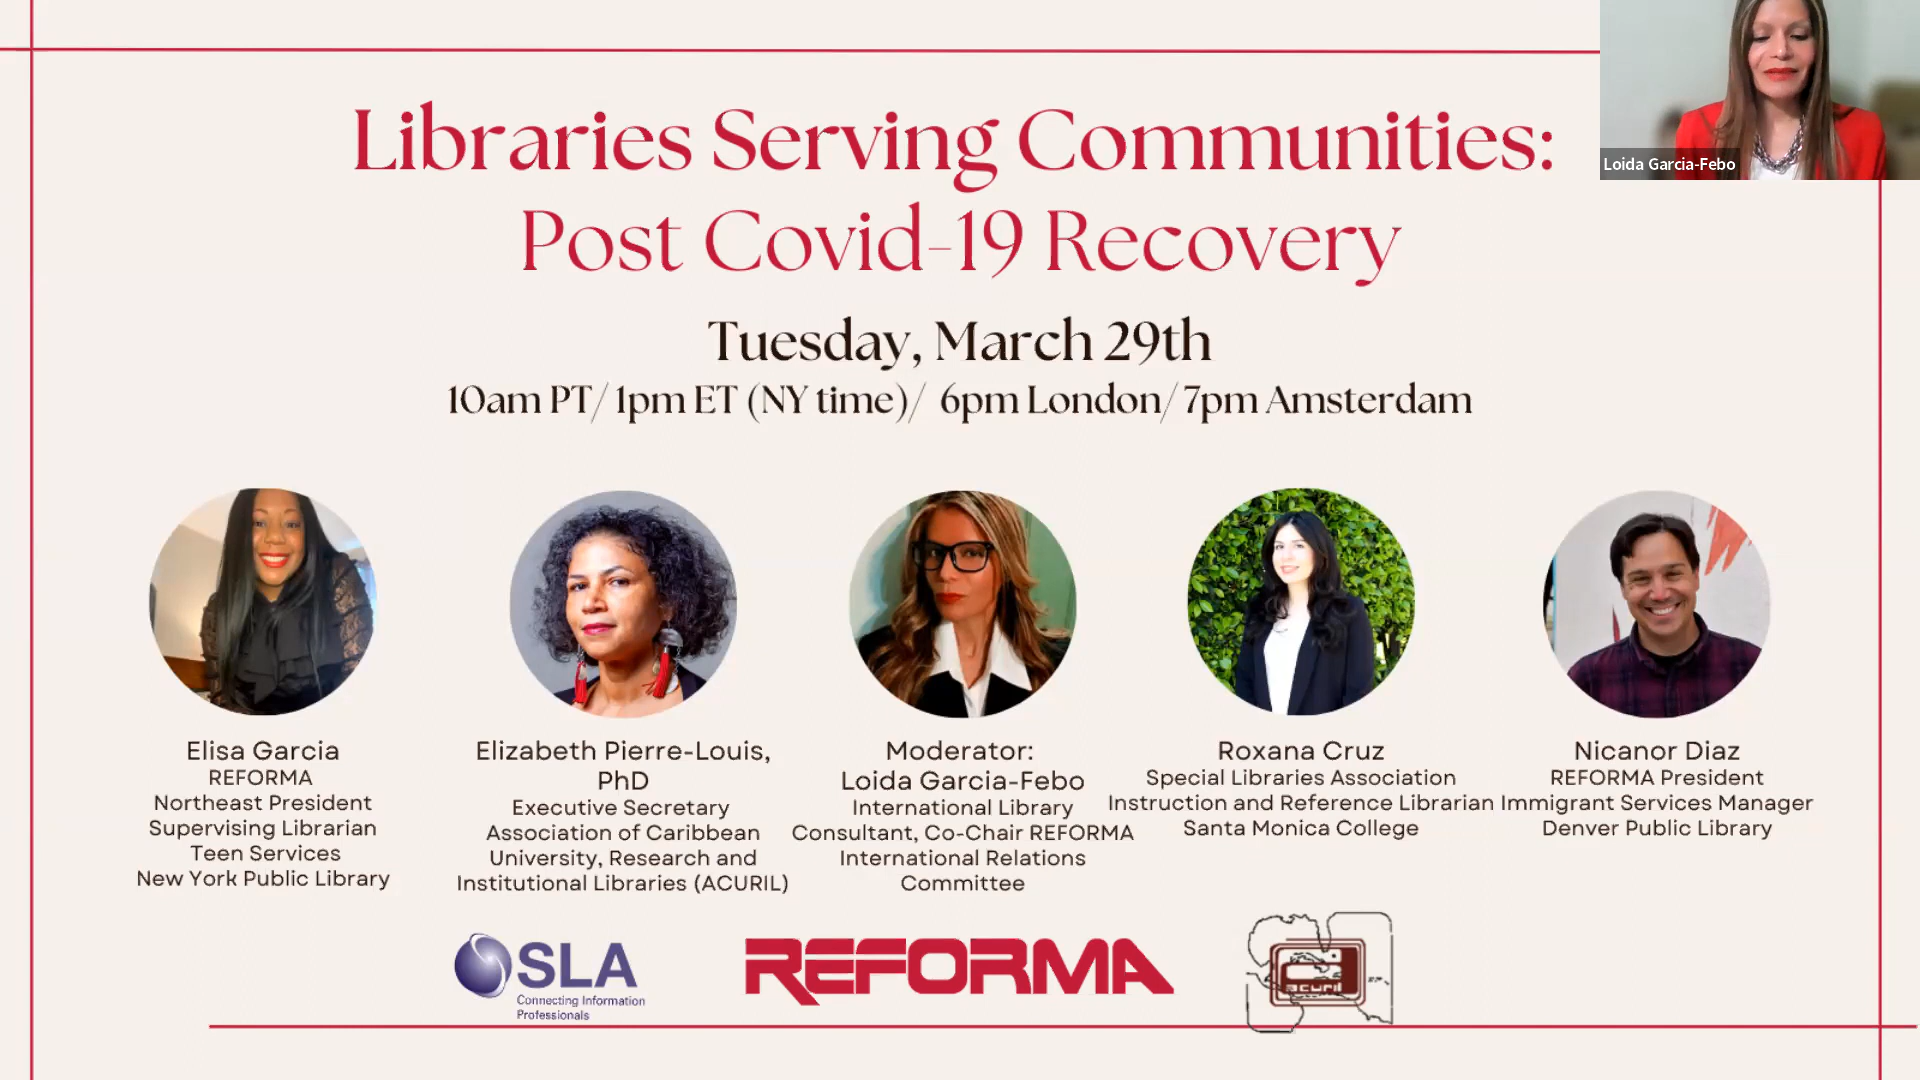 Libraries Serving Communities:
Post Covid-19 Recovery
Tuesday, March 29th
10am PT/ 1pm ET (NY time)/ 6pm London/ 7pm Amsterdam
Loida Garcia-Febo
Elisa Garcia
REFORMA
Northeast President
Supervising Librarian
Teen Services
New York Public Library
Elizabeth Pierre-Louis,
PhD
Executive Secretary
Association of Caribbean
University, Research and
Institutional Libraries (ACURIL)
Moderator:
Loida Garcia-Febo
International Library
Consultant, Co-Chair REFORMA
International Relations
Committee
Roxana Cruz
Special Libraries Association
Instruction and Reference Librarian
Santa Monica College
Nicanor Diaz
REFORMA President
Immigrant Services Manager
Denver Public Library
SLA
Connecting Information
Professionals
REFORMA
acuril